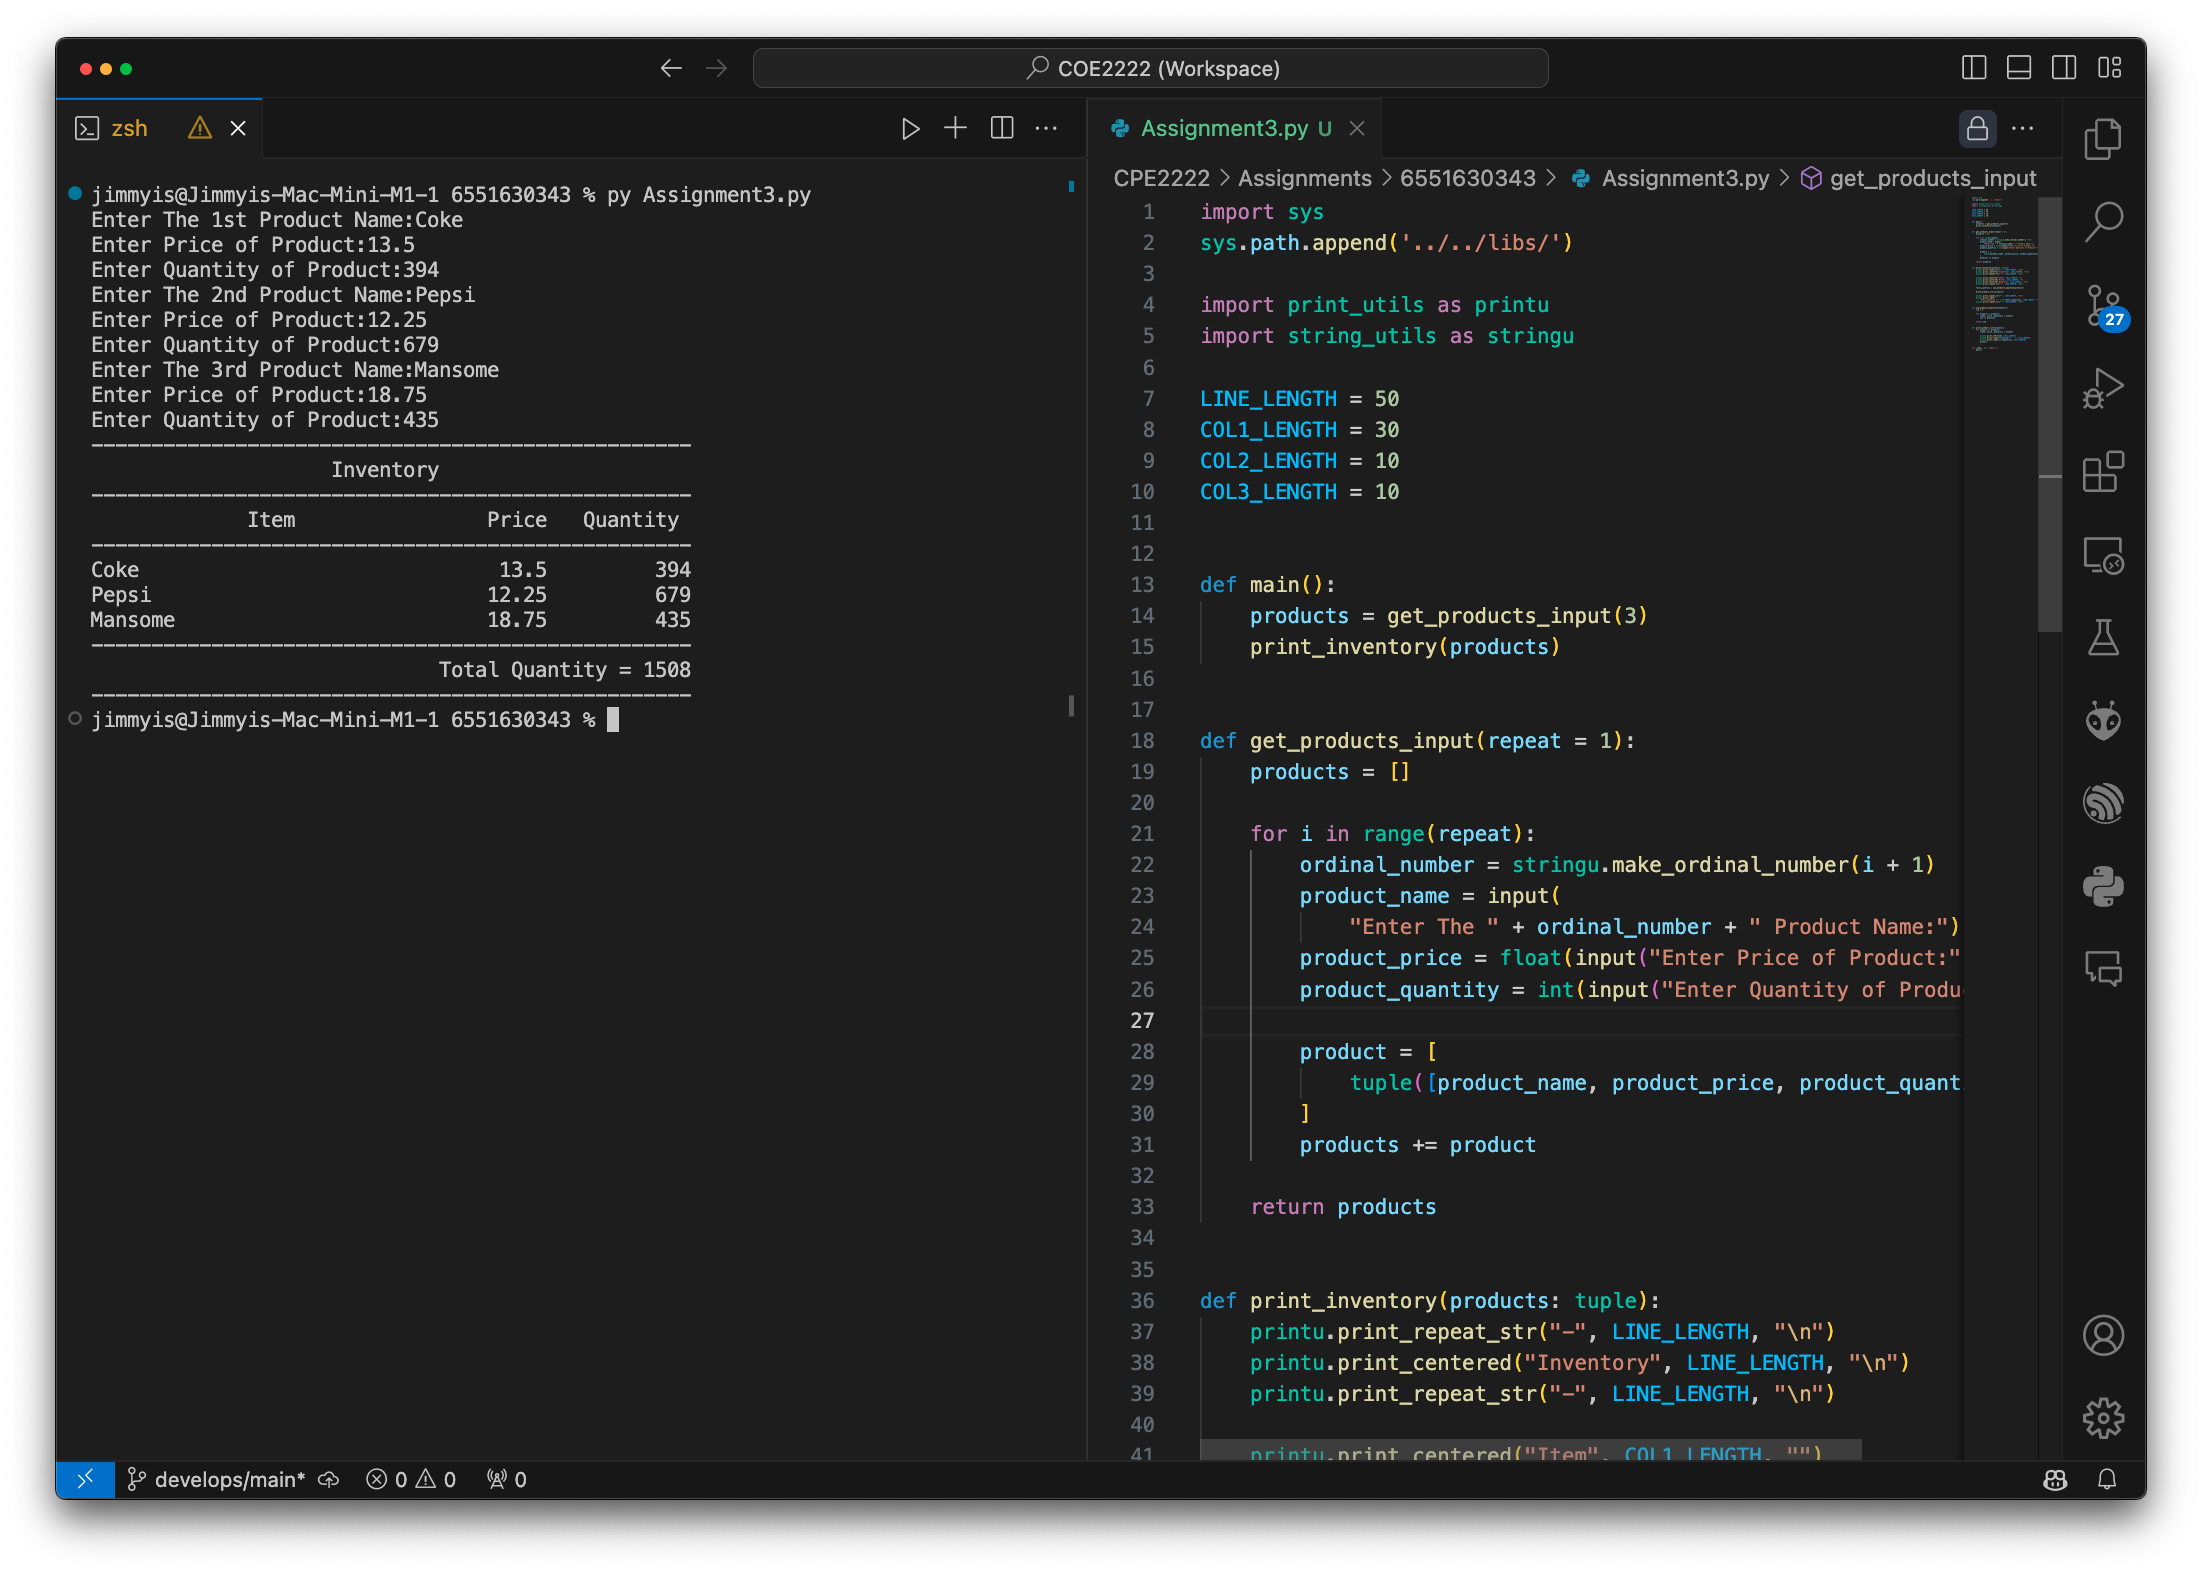 COE2222 (Workspace)
zsh
jimmyis@Jimmyis-Mac-Mini-M1-1 6551630343 % py Assignment3.py
Enter The 1st Product Name:Coke
Enter Price of Product:13.5
Enter Quantity of Product:394
Enter The 2nd Product Name:Pepsi
Enter Price of Product:12.25
Enter Quantity of Product:679
Enter The 3rd Product Name:Mansome
Enter Price of Product:18.75
Enter Quantity of Product:435
--------------------------------------------------
Inventory
--------------------------------------------------
Item Price Quantity
--------------------------------------------------
Coke 13.5 394
Pepsi 12.25 679
Mansome 18.75 435
--------------------------------------------------
Total Quantity = 1508
--------------------------------------------------
jimmyis@Jimmyis-Mac-Mini-M1-1 6551630343 %
Assignment3.py U
CPE2222 > Assignments > 6551630343 > Assignment3.py > get_products_input
1 import sys
2 sys.path.append('../../libs/')
3
4 import print_utils as printu
5 import string_utils as stringu
6
7 LINE_LENGTH = 50
8 COL1_LENGTH = 30
9 COL2_LENGTH = 10
10 COL3_LENGTH = 10
11
12
13 def main():
14 products = get_products_input(3)
15 print_inventory(products)
16
17
18 def get_products_input(repeat = 1):
19 products = []
20
21 for i in range(repeat):
22 ordinal_number = stringu.make_ordinal_number(i + 1)
23 product_name = input(
24 "Enter The " + ordinal_number + " Product Name:")
25 product_price = float(input("Enter Price of Product:"
26 product_quantity = int(input("Enter Quantity of Produ
27
28 product = [
29 tuple([product_name, product_price, product_quant
30 ]
31 products += product
32
33 return products
34
35
36 def print_inventory(products: tuple):
37 printu.print_repeat_str("-", LINE_LENGTH, "\n")
38 printu.print_centered("Inventory", LINE_LENGTH, "\n")
39 printu.print_repeat_str("-", LINE_LENGTH, "\n")
40
41 printu.print_centered("Item", COL1_LENGTH, "")
27
develops/main* 0 0 0